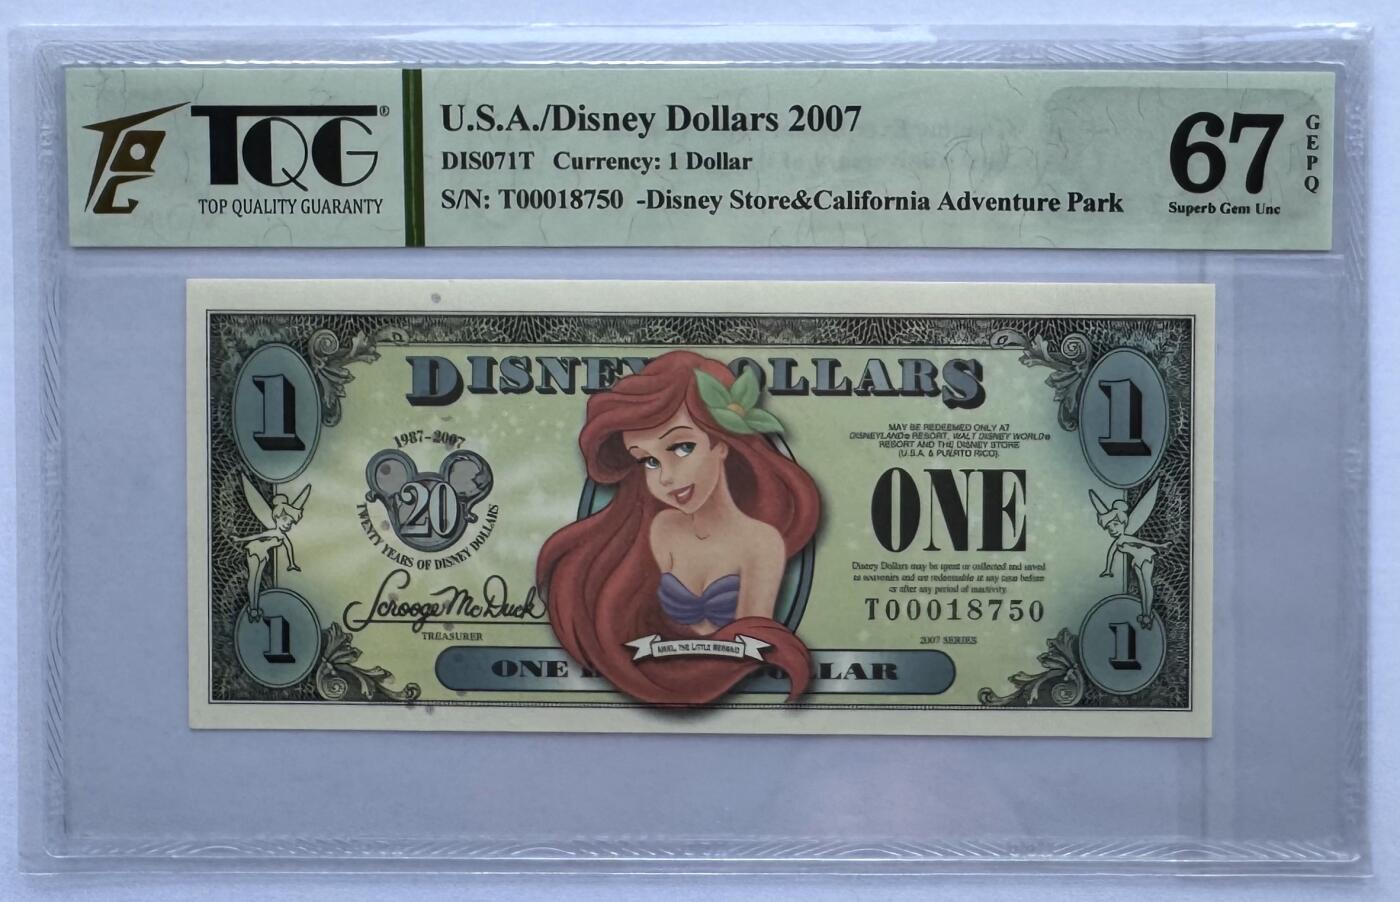 TQG®
TOP QUALITY GUARANTY
U.S.A./Disney Dollars 2007
DIS071T Currency: 1 Dollar
S/N: T00018750 -Disney Store&California Adventure Park
67
GEPQ
Superb Gem Unc
1
DISNEY DOLLARS
1
1987-2007
20
TWENTY YEARS OF DISNEY DOLLARS
MAY BE REDEEMED ONLY AT
DISNEYLAND® RESORT, WALT DISNEY WORLD®
RESORT AND THE DISNEY STORE
(U.S.A. & PUERTO RICO).
ONE
Disney Dollars may be spent or collected and saved
as souvenirs and are redeemable at any time before
or after any period of inactivity.
T00018750
2007 SERIES
Scrooge McDuck
TREASURER
1
ARIEL, THE LITTLE MERMAID
ONE DOLLAR
1